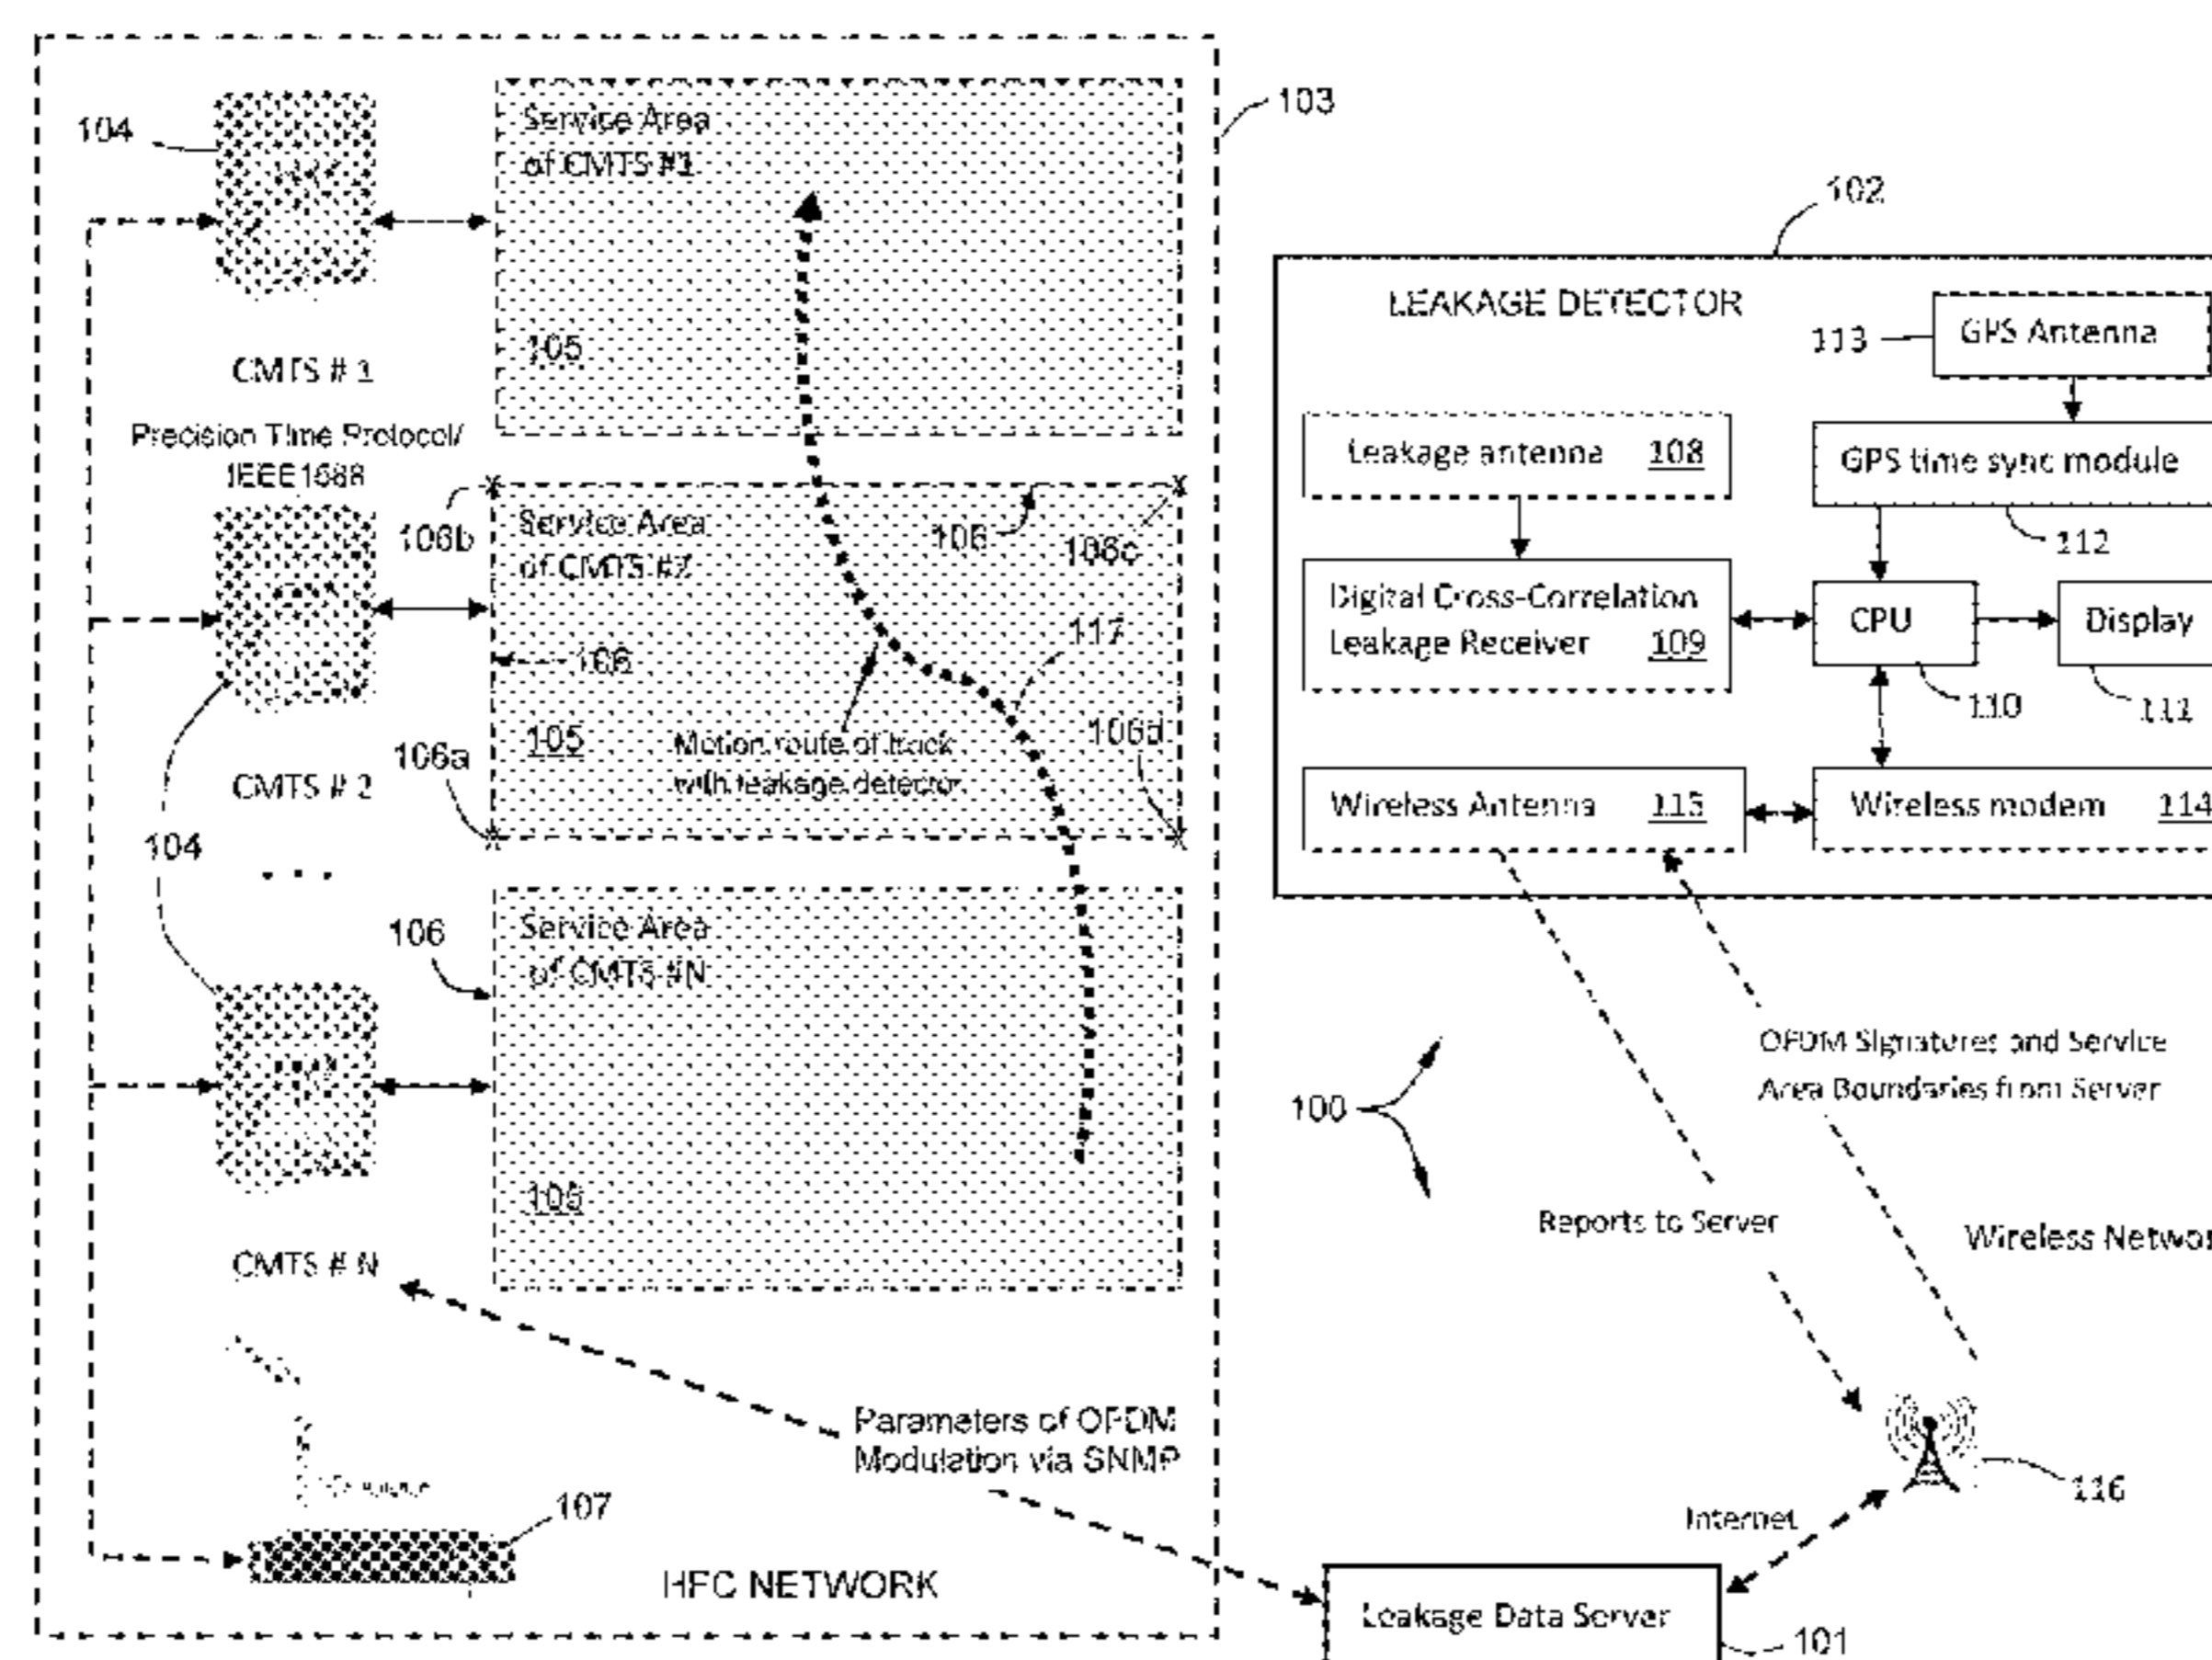 103
104
Service Area
of CMTS #1
105
CMTS # 1
Precision Time Protocol/
IEEE1588
106b
Service Area
of CMTS #2
106
106c
106
117
105
Motion route of truck
with leakage detector
106d
106a
CMTS # 2
104
. . .
106
Service Area
of CMTS #N
105
CMTS # N
Parameters of OFDM
Modulation via SNMP
107
HFC NETWORK
102
LEAKAGE DETECTOR
113
GPS Antenna
Leakage antenna 108
GPS time sync module
112
Digital Cross-Correlation
Leakage Receiver 109
CPU
110
Display
111
Wireless Antenna 115
Wireless modem 114
100
OFDM Signatures and Service
Area Boundaries from Server
Reports to Server
Wireless Networ
116
Internet
Leakage Data Server
101